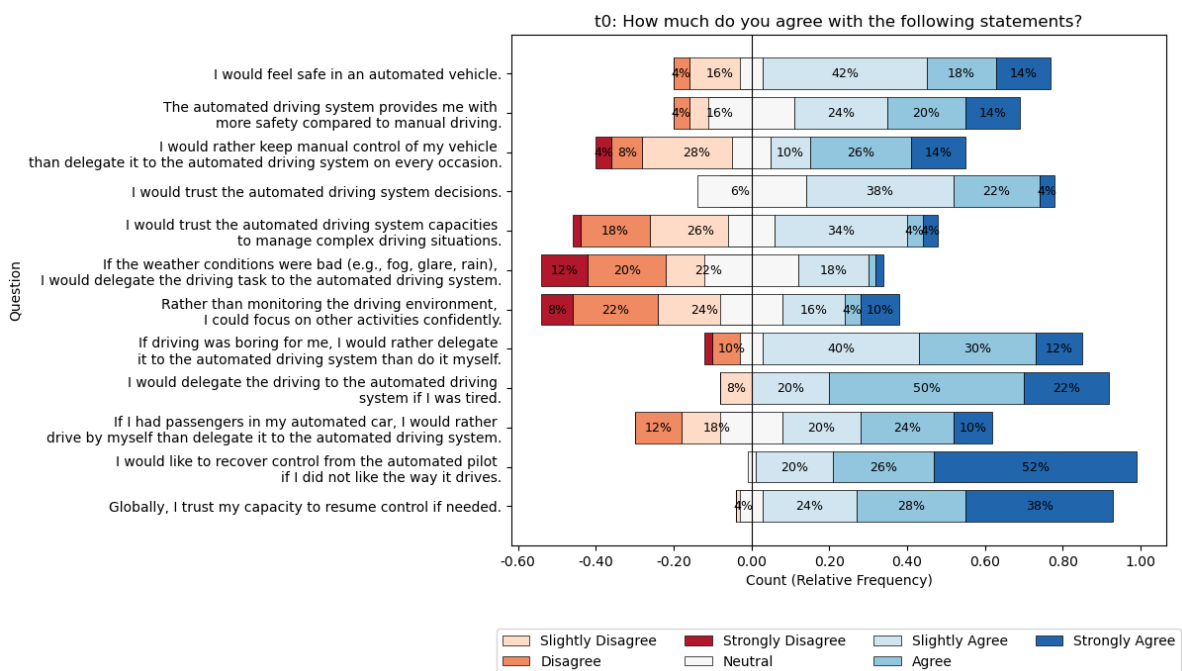 t0: How much do you agree with the following statements?
Question
I would feel safe in an automated vehicle.
4% 16% 42% 18% 14%
The automated driving system provides me with
more safety compared to manual driving.
4% 16% 24% 20% 14%
I would rather keep manual control of my vehicle
than delegate it to the automated driving system on every occasion.
4% 8% 28% 10% 26% 14%
I would trust the automated driving system decisions.
6% 38% 22% 4%
I would trust the automated driving system capacities
to manage complex driving situations.
18% 26% 34% 4% 4%
If the weather conditions were bad (e.g., fog, glare, rain),
I would delegate the driving task to the automated driving system.
12% 20% 22% 18%
Rather than monitoring the driving environment,
I could focus on other activities confidently.
8% 22% 24% 16% 4% 10%
If driving was boring for me, I would rather delegate
it to the automated driving system than do it myself.
10% 40% 30% 12%
I would delegate the driving to the automated driving
system if I was tired.
8% 20% 50% 22%
If I had passengers in my automated car, I would rather
drive by myself than delegate it to the automated driving system.
12% 18% 20% 24% 10%
I would like to recover control from the automated pilot
if I did not like the way it drives.
20% 26% 52%
Globally, I trust my capacity to resume control if needed.
4% 24% 28% 38%
-0.60 -0.40 -0.20 0.00 0.20 0.40 0.60 0.80 1.00
Count (Relative Frequency)
Slightly Disagree Strongly Disagree Slightly Agree Strongly Agree
Disagree Neutral Agree